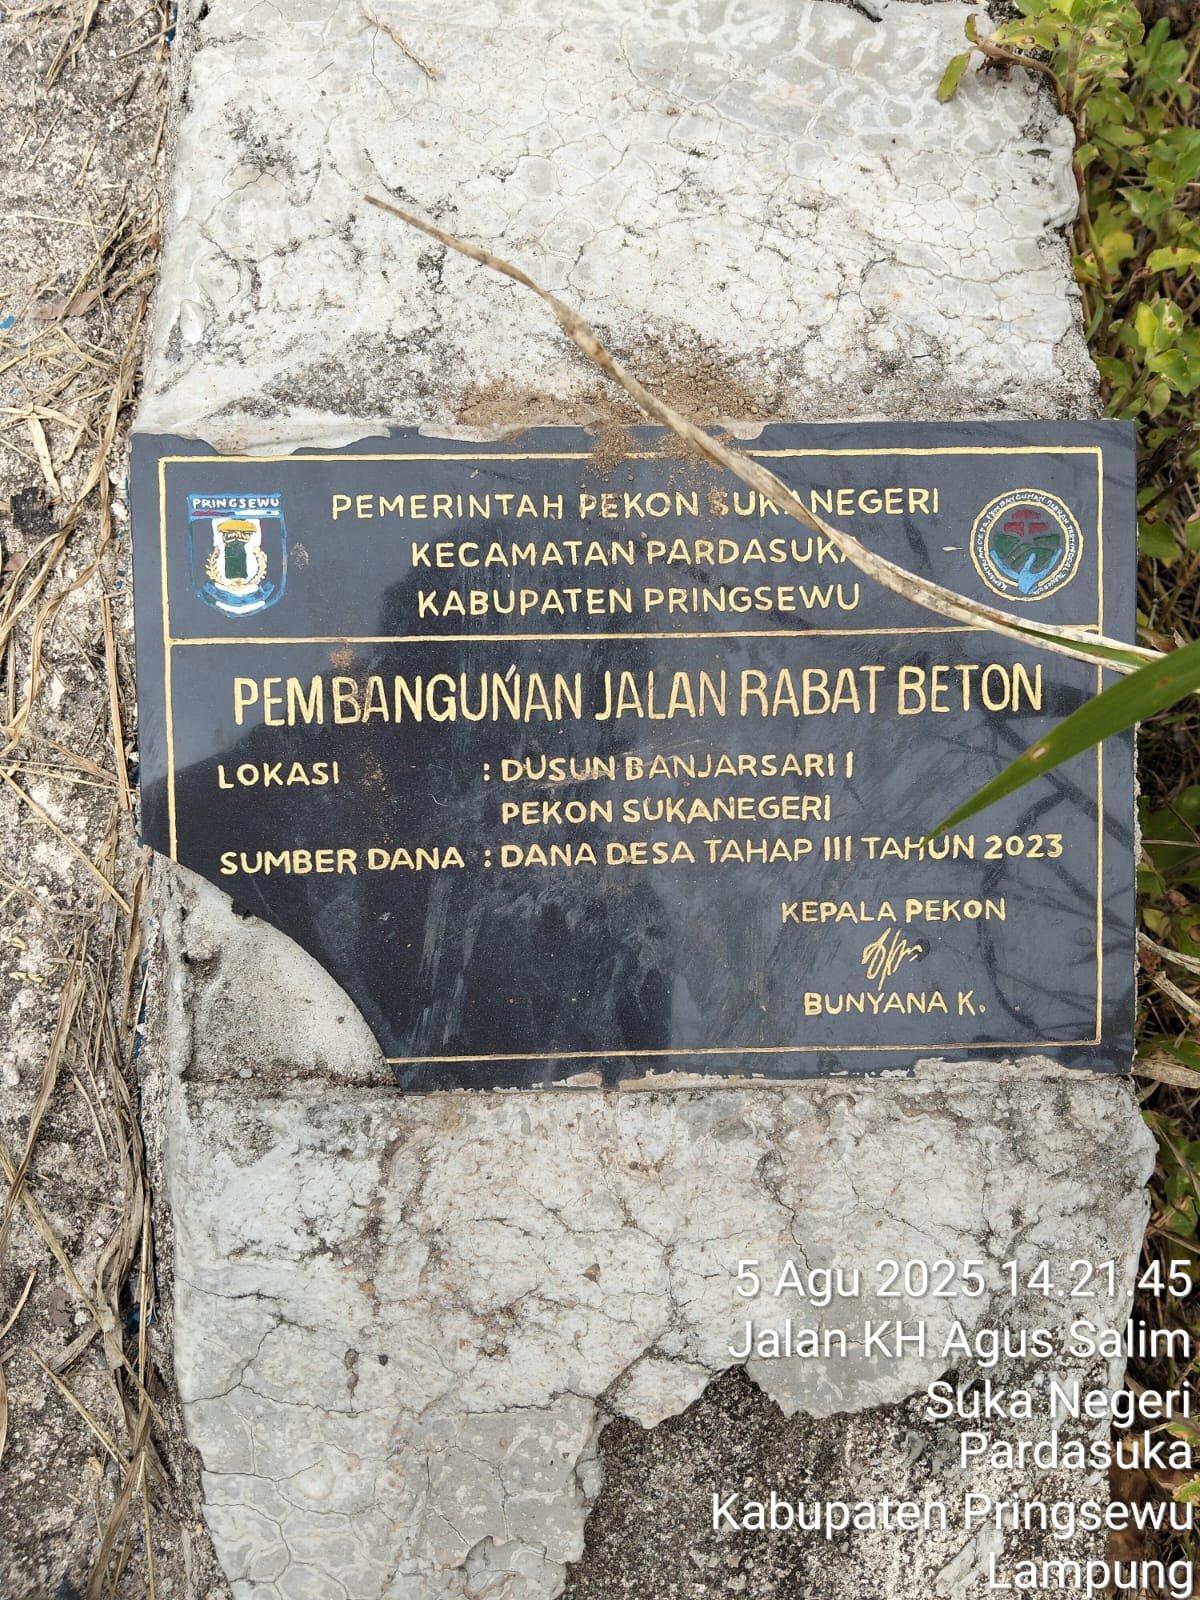 PRINGSEWU
PEMERINTAH PEKON SUKANEGERI
KECAMATAN PARDASUKA
KABUPATEN PRINGSEWU
PEMBANGUNAN JALAN RABAT BETON
LOKASI : DUSUN BANJARSARI I
PEKON SUKANEGERI
SUMBER DANA : DANA DESA TAHAP III TAHUN 2023
KEPALA PEKON
BUNYANA K.
5 Agu 2025 14.21.45
Jalan KH Agus Salim
Suka Negeri
Pardasuka
Kabupaten Pringsewu
Lampung